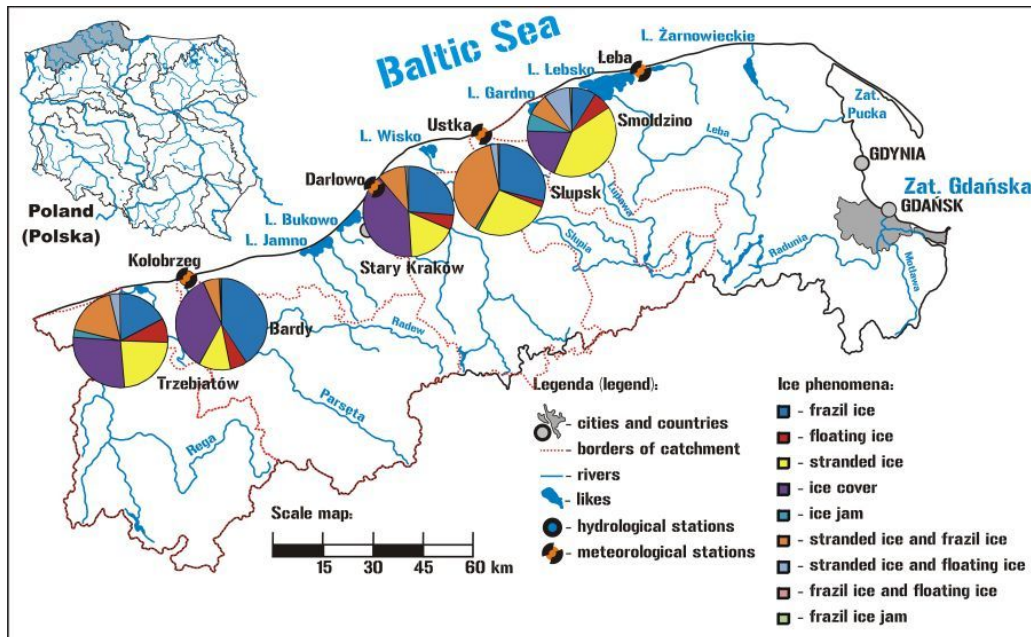 Baltic Sea
L. Żarnowieckie
Leba
L. Lebsko
L. Gardno
Zat.
Pucka
Smoldzino
Leba
Ustka
L. Wisko
GDYNIA
Zat. Gdańska
GDAŃSK
Darlowo
Slupsk
Lupawa
Poland
(Polska)
L. Bukowo
L. Jamno
Slupia
Radunia
Motlawa
Stary Kraków
Kolobrzeg
Bardy
Radew
Trzebiatów
Parsęta
Rega
Legenda (legend):
- cities and countries
- borders of catchment
- rivers
- likes
- hydrological stations
- meteorological stations
Scale map:
15 30 45 60 km
Ice phenomena:
- frazil ice
- floating ice
- stranded ice
- ice cover
- ice jam
- stranded ice and frazil ice
- stranded ice and floating ice
- frazil ice and floating ice
- frazil ice jam